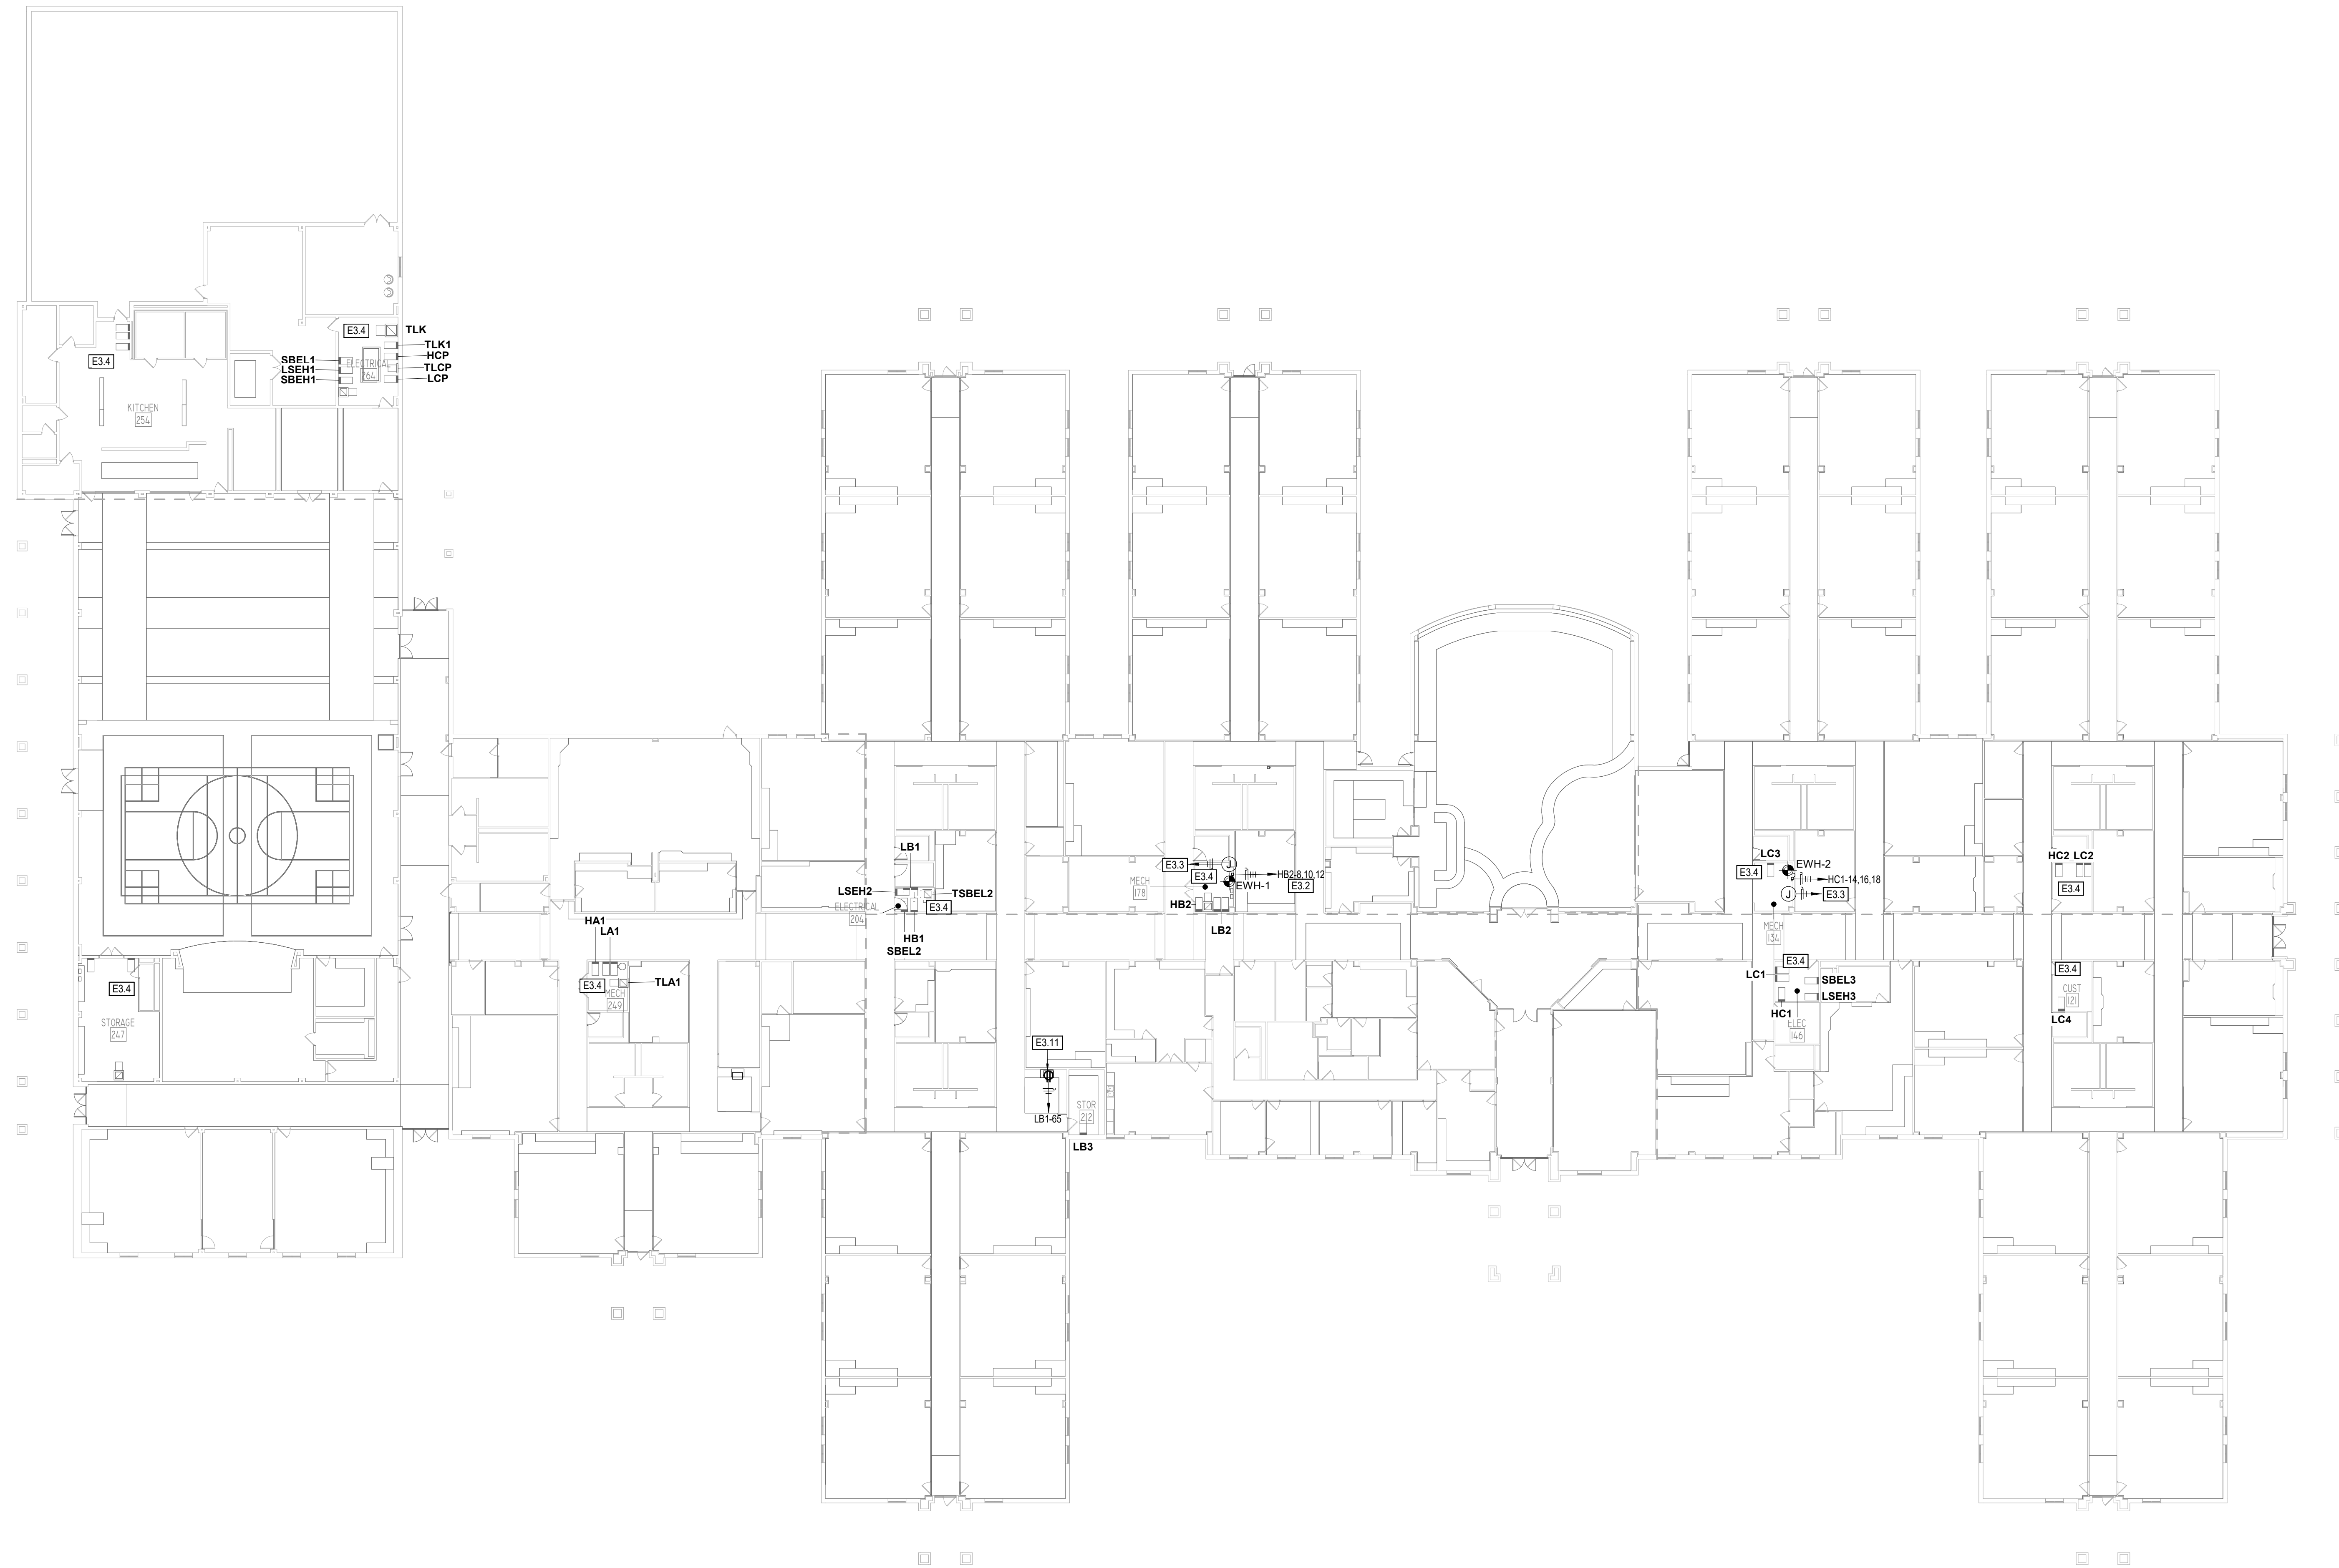 E3.4
TLK
TLK1
HCP
TLCP
LCP
SBEL1
LSEH1
SBEH1
ELECTRICAL
264
E3.4
KITCHEN
254
LB1
LSEH2
TSBEL2
ELECTRICAL
204
E3.4
HB1
SBEL2
HA1
LA1
E3.4
TLA1
MECH
249
E3.4
STORAGE
247
E3.3
J
E3.4
HB2-8,10,12
EWH-1
E3.2
MECH
178
HB2
LB2
E3.11
LB1-65
STOR
212
LB3
LC3
EWH-2
E3.4
HC1-14,16,18
J
E3.3
MECH
134
E3.4
LC1
SBEL3
LSEH3
HC1
ELEC
146
HC2
LC2
E3.4
E3.4
CUST
121
LC4